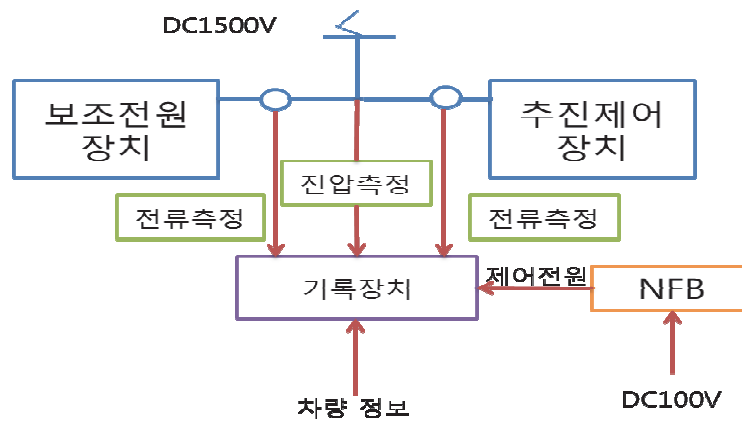 DC1500V
보조전원
장치
추진제어
장치
진압측정
전류측정
전류측정
기록장치
제어전원
NFB
차량 정보
DC100V